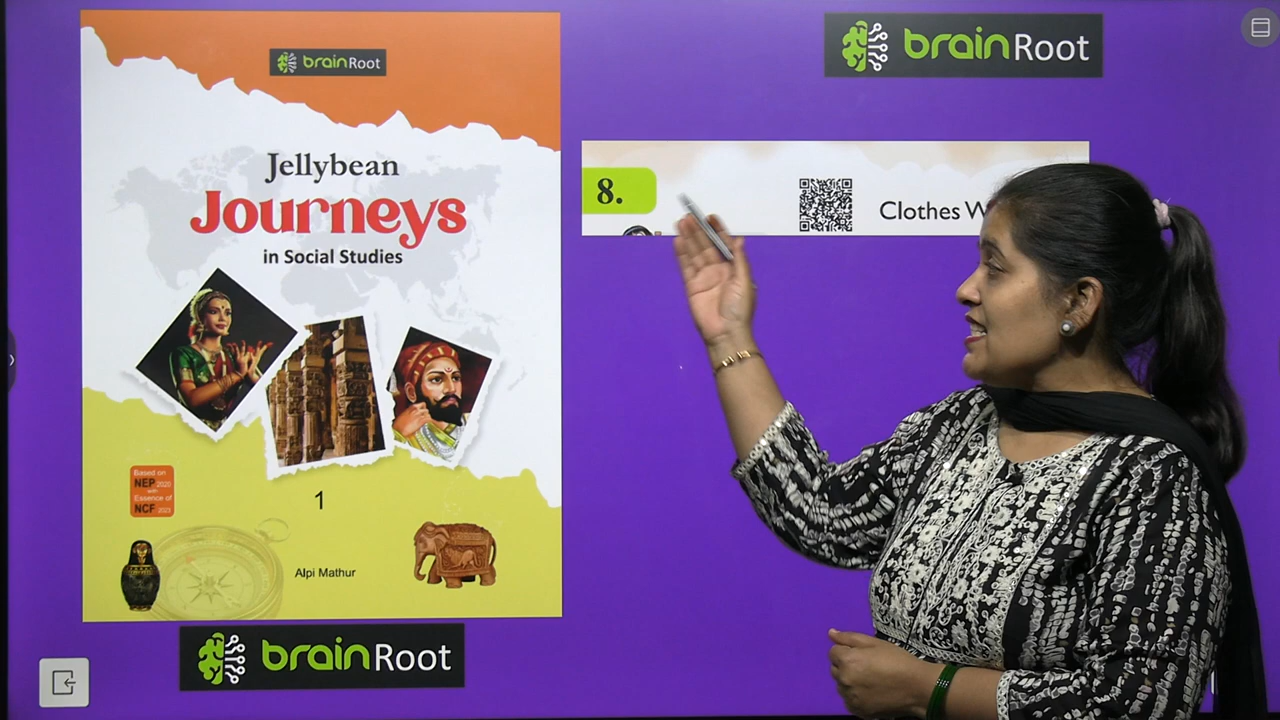 brainRoot
Jellybean
Journeys
in Social Studies
Based on
NEP 2020
with
Essence of
NCF 2023
1
Alpi Mathur
brainRoot
brainRoot
8.
Clothes